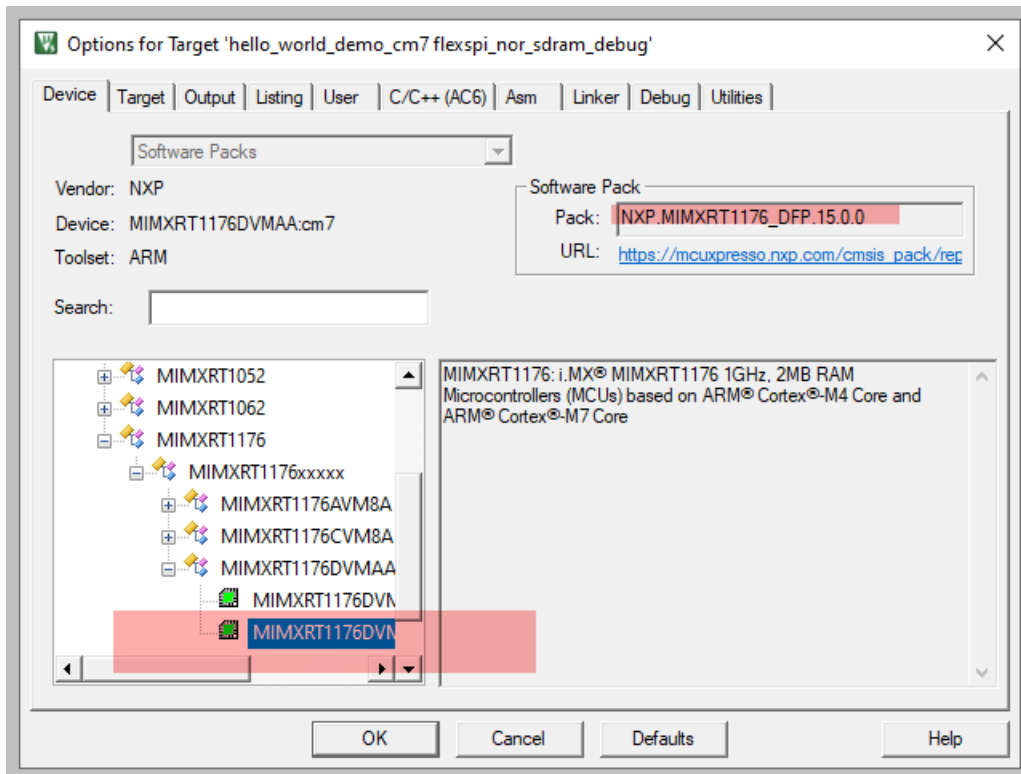 Options for Target 'hello_world_demo_cm7 flexspi_nor_sdram_debug'
Device Target Output Listing User C/C++ (AC6) Asm Linker Debug Utilities
Software Packs
Vendor: NXP
Device: MIMXRT1176DVMAA:cm7
Toolset: ARM
Search:
Software Pack
Pack: NXP.MIMXRT1176_DFP.15.0.0
URL: https://mcuxpresso.nxp.com/cmsis_pack/rep
MIMXRT1052
MIMXRT1062
MIMXRT1176
MIMXRT1176xxxxx
MIMXRT1176AVM8A
MIMXRT1176CVM8A
MIMXRT1176DVMAA
MIMXRT1176DVM
MIMXRT1176DVM
MIMXRT1176: i.MX® MIMXRT1176 1GHz, 2MB RAM
Microcontrollers (MCUs) based on ARM® Cortex®-M4 Core and
ARM® Cortex®-M7 Core
OK Cancel Defaults Help